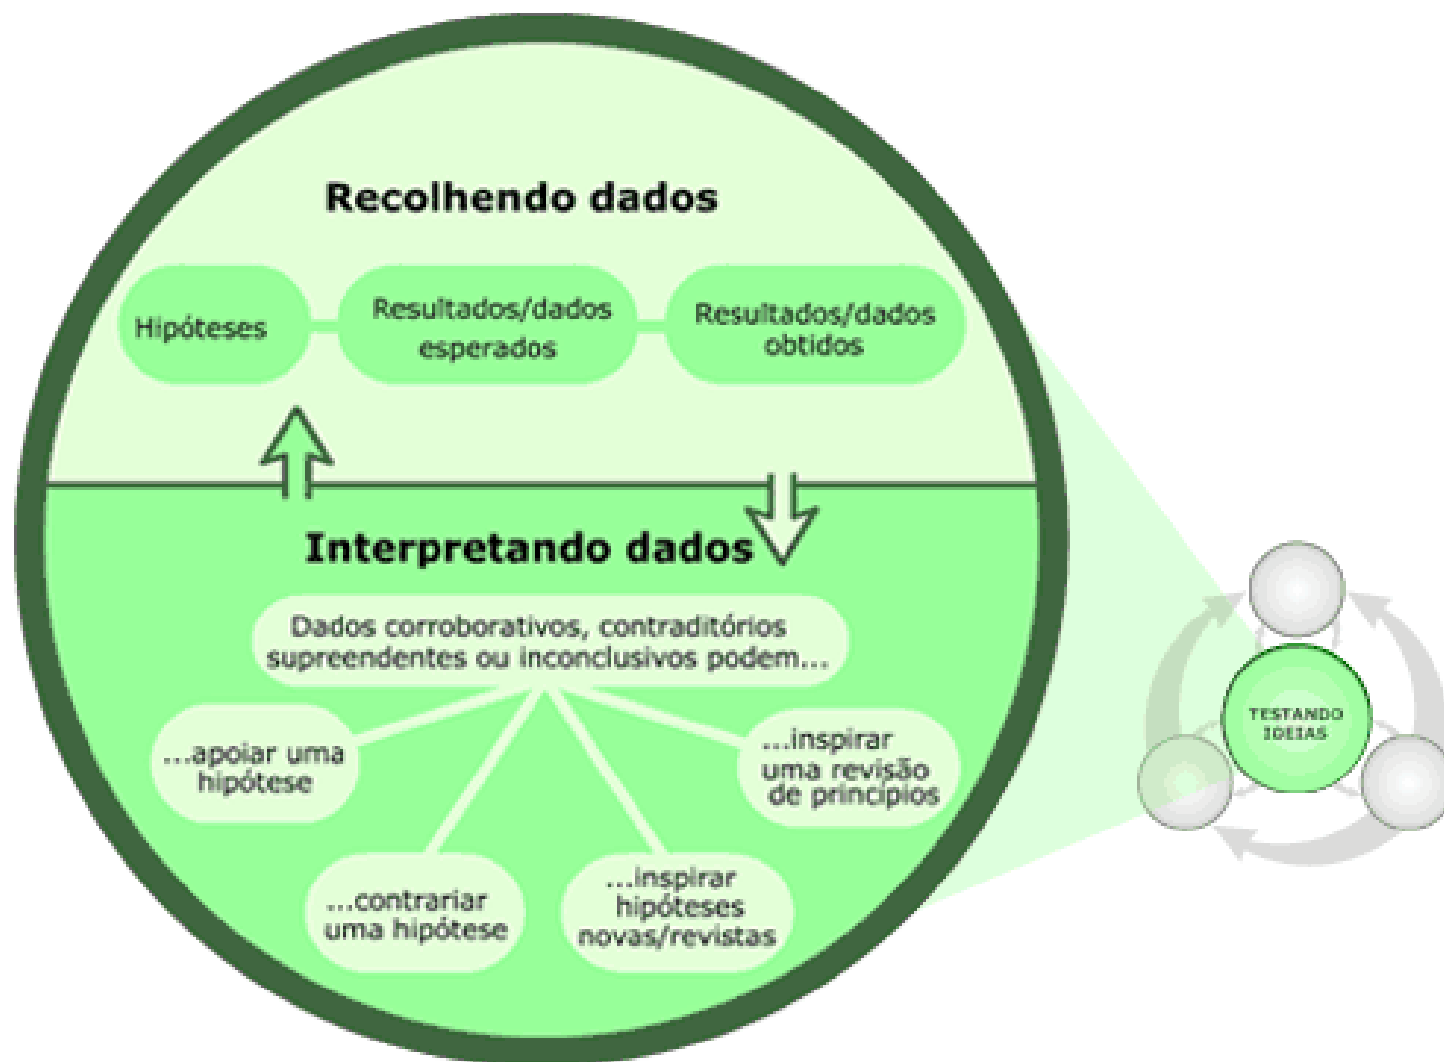 Recolhendo dados
Hipóteses
Resultados/dados
esperados
Resultados/dados
obtidos
Interpretando dados
Dados corroborativos, contraditórios
supreendentes ou inconclusivos podem...
...apoiar uma
hipótese
...contrariar
uma hipótese
...inspirar
hipóteses
novas/revistas
...inspirar
uma revisão
de princípios
TESTANDO
IDEIAS